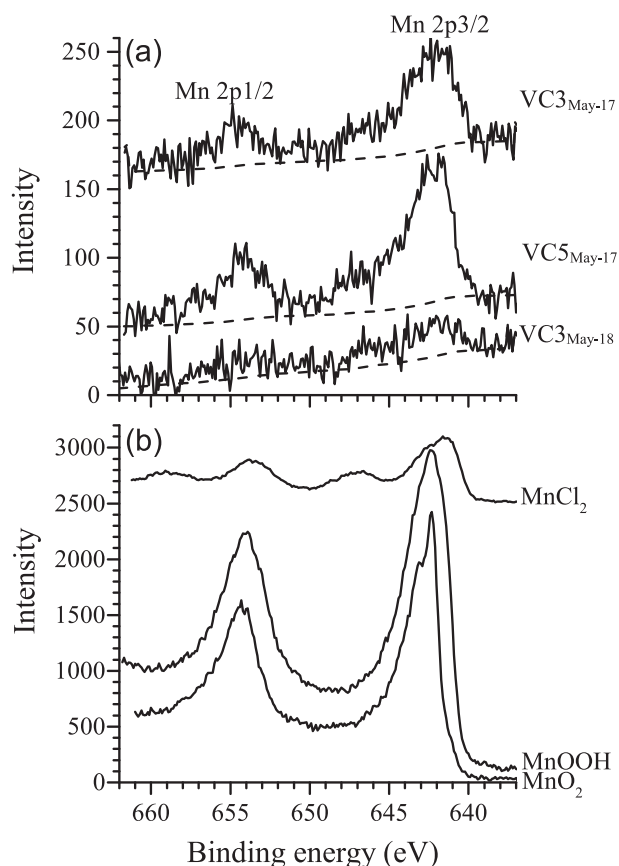 (a)
Mn 2p3/2
Mn 2p1/2
VC3May-17
VC5May-17
VC3May-18
Intensity
250
200
150
100
50
0
(b)
MnCl2
MnOOH
MnO2
Intensity
3000
2500
2000
1500
1000
500
0
660 655 650 645 640
Binding energy (eV)